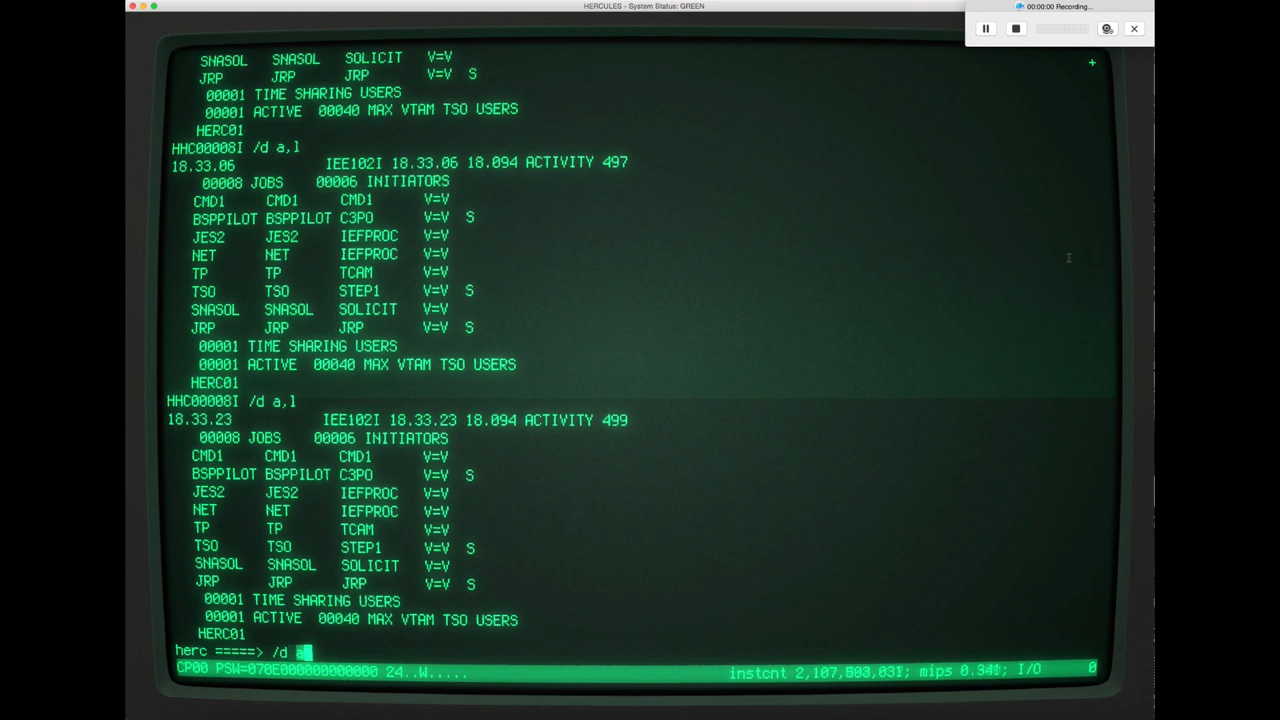 HERCULES - System Status: GREEN
00:00:00 Recording...
SNASOL SNASOL SOLICIT V=V
JRP JRP JRP V=V S
00001 TIME SHARING USERS
00001 ACTIVE 00040 MAX VTAM TSO USERS
HERC01
HHC00008I /d a,l
18.33.06 IEE102I 18.33.06 18.094 ACTIVITY 497
00008 JOBS 00006 INITIATORS
CMD1 CMD1 CMD1 V=V
BSPPILOT BSPPILOT C3PO V=V S
JES2 JES2 IEFPROC V=V
NET NET IEFPROC V=V
TP TP TCAM V=V
TSO TSO STEP1 V=V S
SNASOL SNASOL SOLICIT V=V
JRP JRP JRP V=V S
00001 TIME SHARING USERS
00001 ACTIVE 00040 MAX VTAM TSO USERS
HERC01
HHC00008I /d a,l
18.33.23 IEE102I 18.33.23 18.094 ACTIVITY 499
00008 JOBS 00006 INITIATORS
CMD1 CMD1 CMD1 V=V
BSPPILOT BSPPILOT C3PO V=V S
JES2 JES2 IEFPROC V=V
NET NET IEFPROC V=V
TP TP TCAM V=V
TSO TSO STEP1 V=V S
SNASOL SNASOL SOLICIT V=V
JRP JRP JRP V=V S
00001 TIME SHARING USERS
00001 ACTIVE 00040 MAX VTAM TSO USERS
HERC01
herc =====> /d a
CP00 PSW=070E000000000000 24..W..... instcnt mips I/O 0